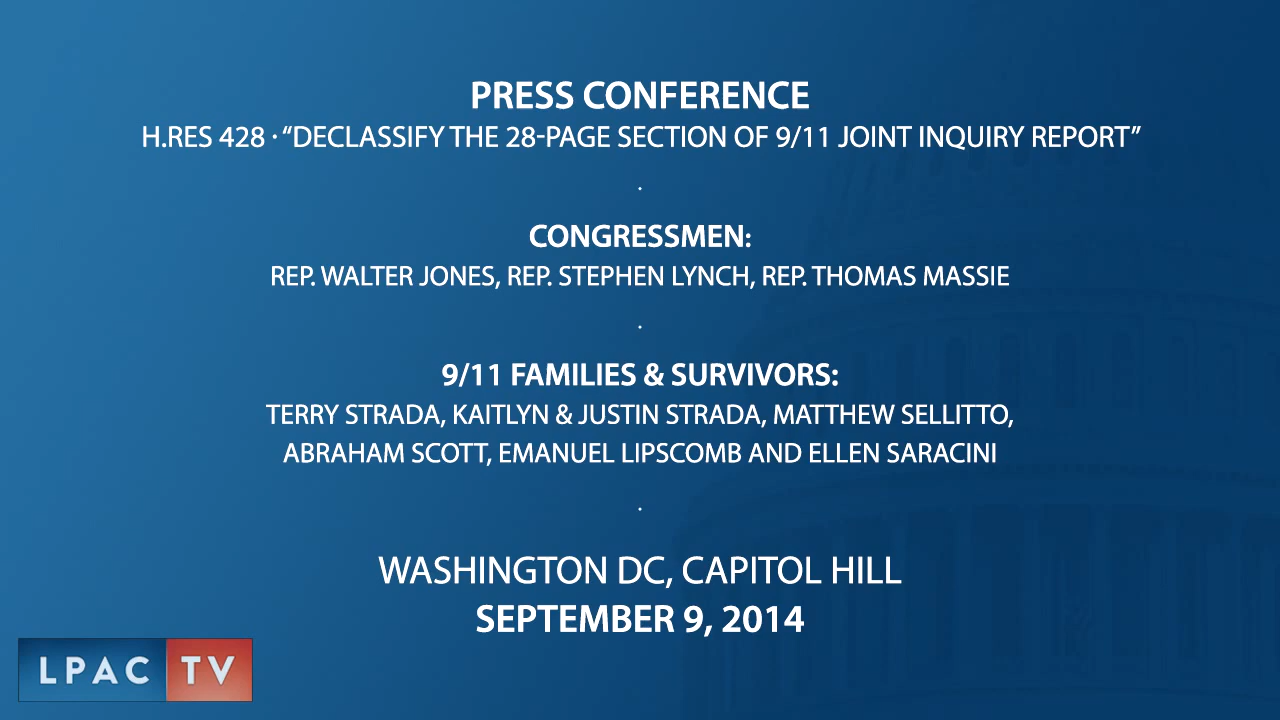 PRESS CONFERENCE
H.RES 428 · “DECLASSIFY THE 28-PAGE SECTION OF 9/11 JOINT INQUIRY REPORT”
.
CONGRESSMEN:
REP. WALTER JONES, REP. STEPHEN LYNCH, REP. THOMAS MASSIE
.
9/11 FAMILIES & SURVIVORS:
TERRY STRADA, KAITLYN & JUSTIN STRADA, MATTHEW SELLITTO,
ABRAHAM SCOTT, EMANUEL LIPSCOMB AND ELLEN SARACINI
.
WASHINGTON DC, CAPITOL HILL
SEPTEMBER 9, 2014
LPAC TV